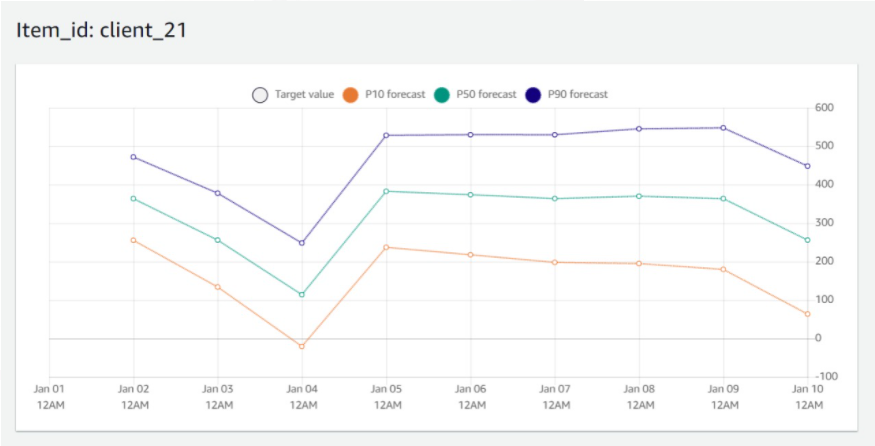 Item_id: client_21
Target value P10 forecast P50 forecast P90 forecast
600
500
400
300
200
100
0
-100
Jan 01 Jan 02 Jan 03 Jan 04 Jan 05 Jan 06 Jan 07 Jan 08 Jan 09 Jan 10
12AM 12AM 12AM 12AM 12AM 12AM 12AM 12AM 12AM 12AM